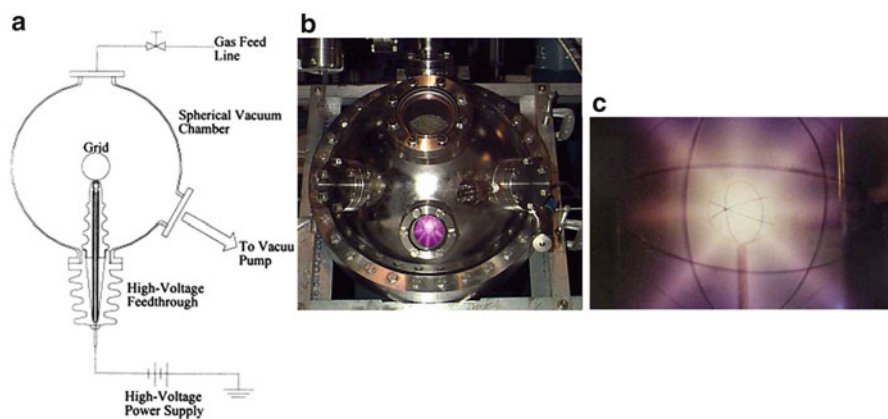 a
Gas Feed
Line
Spherical Vacuum
Chamber
Grid
To Vacuu
Pump
High-Voltage
Feedthrough
High-Voltage
Power Supply
b
c